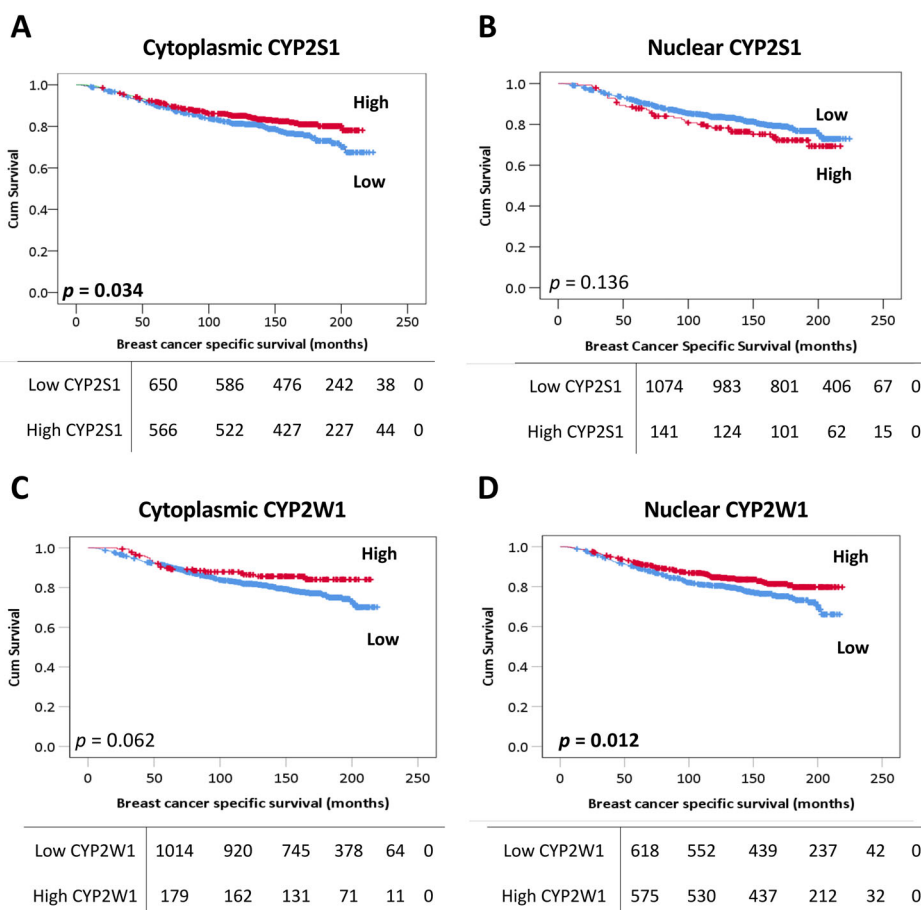 A
Cytoplasmic CYP2S1
1.0
0.8
0.6
0.4
0.2
0.0
Cum Survival
High
Low
p = 0.034
0 50 100 150 200 250
Breast cancer specific survival (months)
Low CYP2S1 650 586 476 242 38 0
High CYP2S1 566 522 427 227 44 0
B
Nuclear CYP2S1
1.0
0.8
0.6
0.4
0.2
0.0
Cum Survival
Low
High
p = 0.136
0 50 100 150 200 250
Breast Cancer Specific Survival (months)
Low CYP2S1 1074 983 801 406 67 0
High CYP2S1 141 124 101 62 15 0
C
Cytoplasmic CYP2W1
1.0
0.8
0.6
0.4
0.2
0.0
Cum Survival
High
Low
p = 0.062
0 50 100 150 200 250
Breast cancer specific survival (months)
Low CYP2W1 1014 920 745 378 64 0
High CYP2W1 179 162 131 71 11 0
D
Nuclear CYP2W1
1.0
0.8
0.6
0.4
0.2
0.0
Cum Survival
High
Low
p = 0.012
0 50 100 150 200 250
Breast cancer specific survival (months)
Low CYP2W1 618 552 439 237 42 0
High CYP2W1 575 530 437 212 32 0